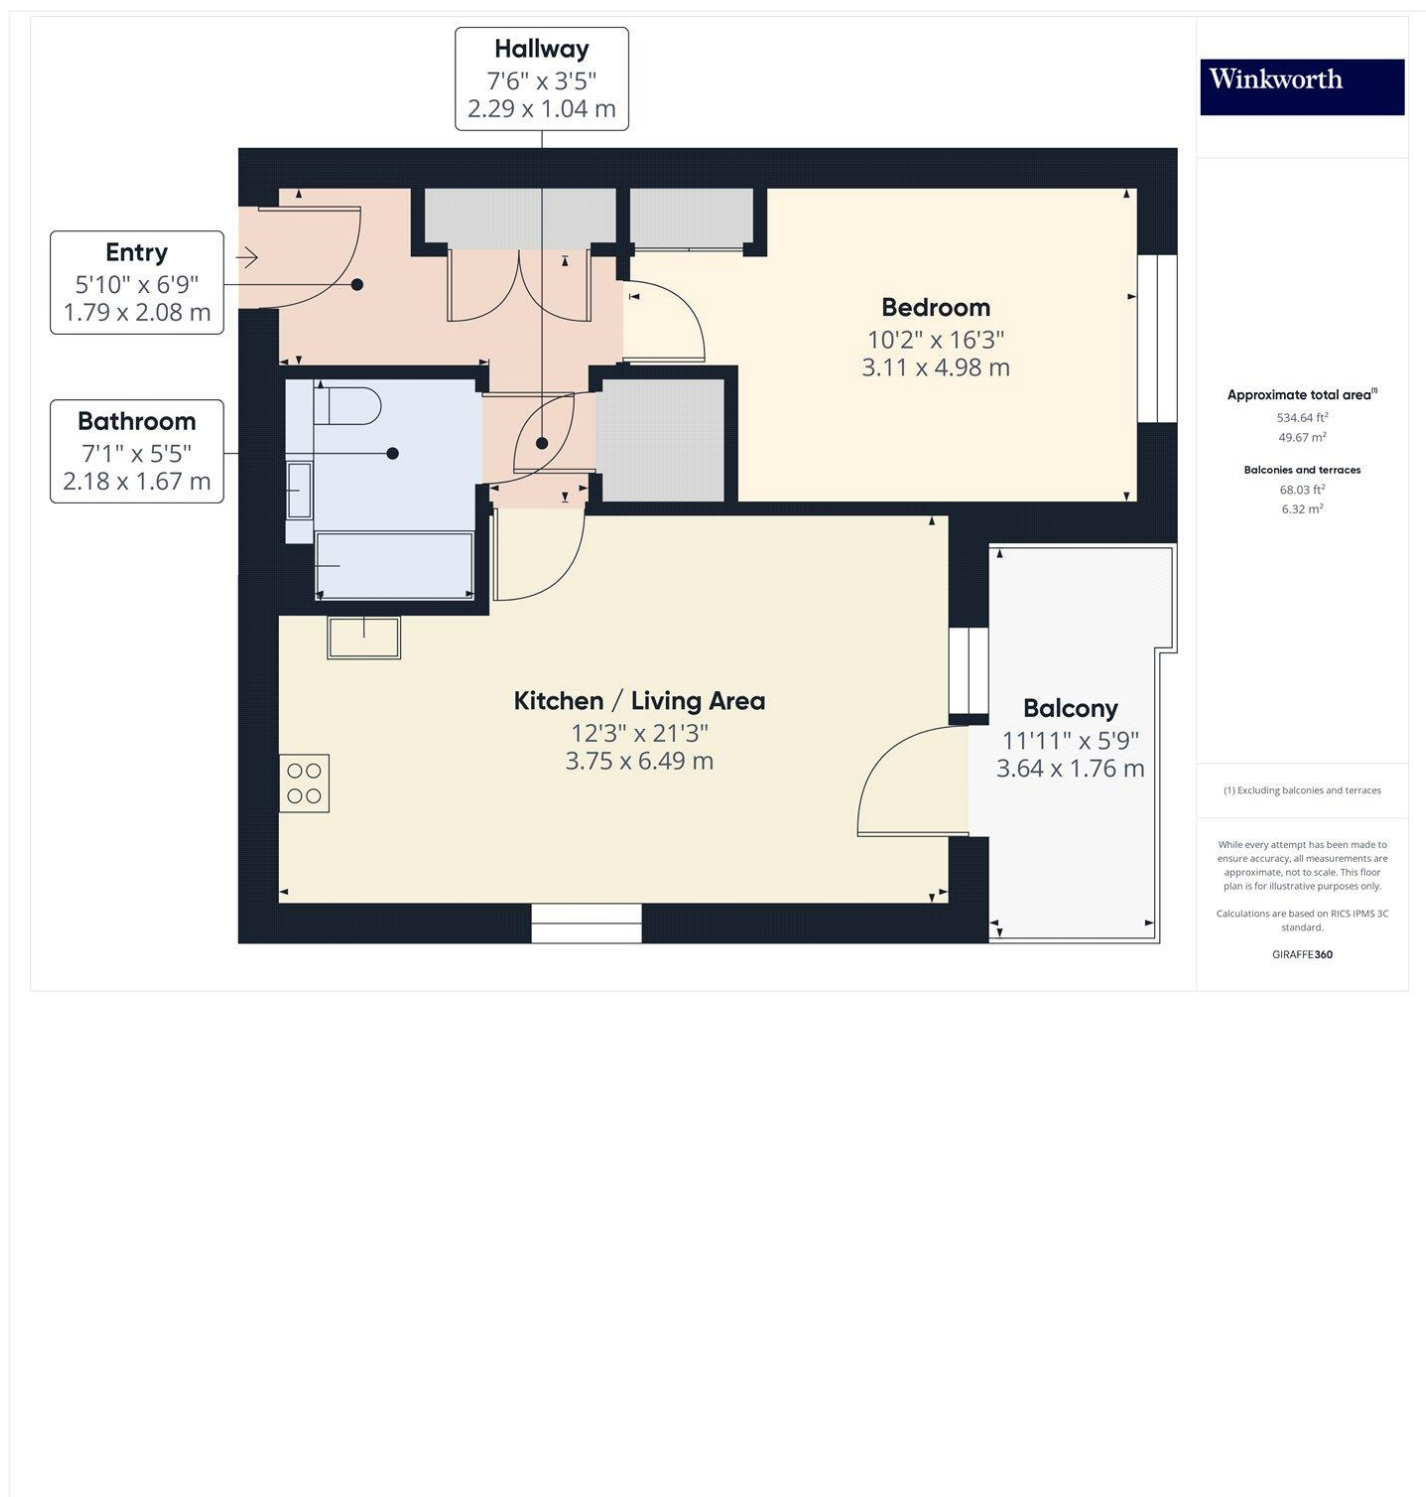 Hallway
7'6" x 3'5"
2.29 x 1.04 m
Winkworth
Entry
5'10" x 6'9"
1.79 x 2.08 m
Bedroom
10'2" x 16'3"
3.11 x 4.98 m
Bathroom
7'1" x 5'5"
2.18 x 1.67 m
Kitchen / Living Area
12'3" x 21'3"
3.75 x 6.49 m
Balcony
11'11" x 5'9"
3.64 x 1.76 m
Approximate total area⁽¹⁾
534.64 ft²
49.67 m²
Balconies and terraces
68.03 ft²
6.32 m²
(1) Excluding balconies and terraces
While every attempt has been made to
ensure accuracy, all measurements are
approximate, not to scale. This floor
plan is for illustrative purposes only.
Calculations are based on RICS IPMS 3C
standard.
GIRAFFE360